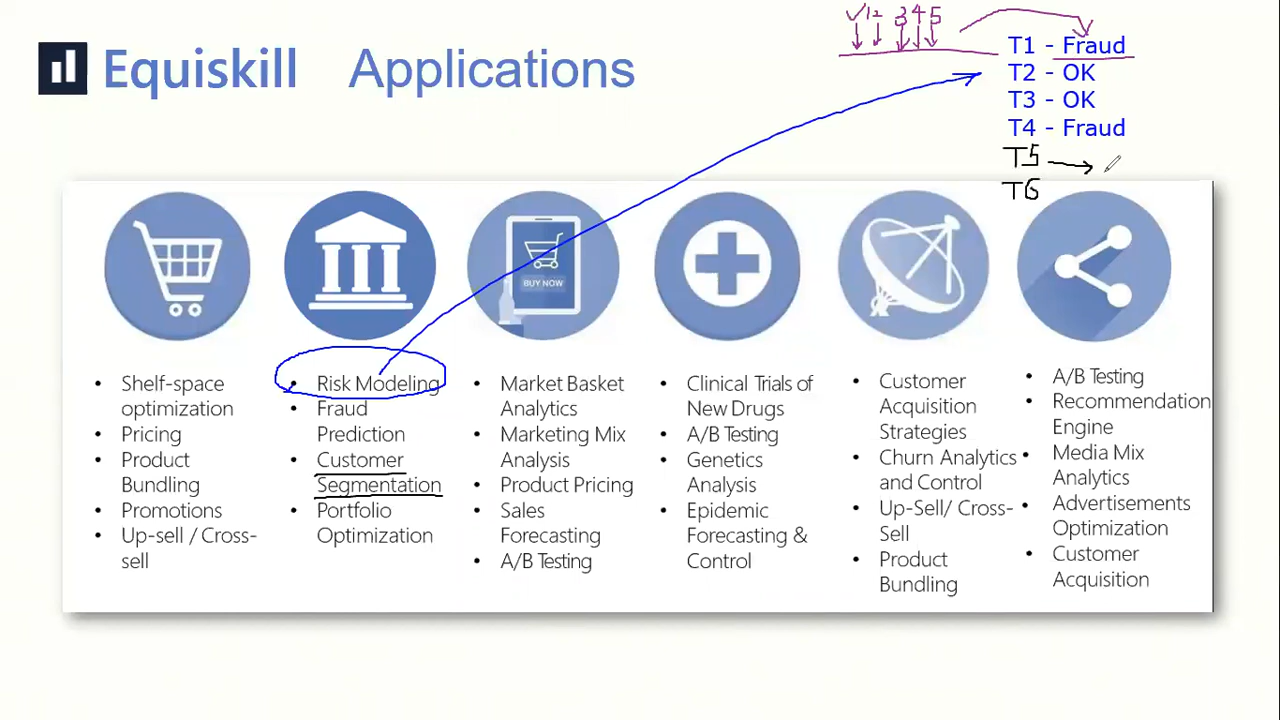 1 2 3 4 5
Equiskill Applications
T1 - Fraud
T2 - OK
T3 - OK
T4 - Fraud
T5
T6
BUY NOW
• Shelf-space
optimization
• Pricing
• Product
Bundling
• Promotions
• Up-sell / Cross-
sell
• Risk Modeling
• Fraud
Prediction
• Customer
Segmentation
• Portfolio
Optimization
• Market Basket
Analytics
• Marketing Mix
Analysis
• Product Pricing
• Sales
Forecasting
• A/B Testing
• Clinical Trials of
New Drugs
• A/B Testing
• Genetics
Analysis
• Epidemic
Forecasting &
Control
• Customer
Acquisition
Strategies
• Churn Analytics
and Control
• Up-Sell/ Cross-
Sell
• Product
Bundling
• A/B Testing
• Recommendation
Engine
• Media Mix
Analytics
• Advertisements
Optimization
• Customer
Acquisition